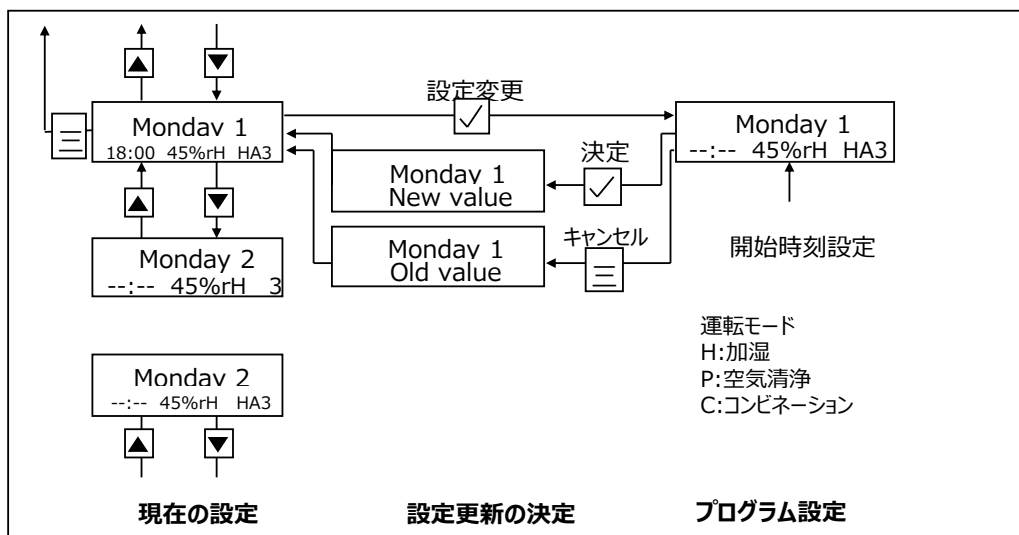 設定変更
Monday 1
18:00 45%rH HA3
Monday 1
--:-- 45%rH HA3
決定
Monday 1
New value
キャンセル
Monday 1
Old value
開始時刻設定
Monday 2
--:-- 45%rH 3
運転モード
H:加湿
P:空気清浄
C:コンビネーション
Monday 2
--:-- 45%rH HA3
現在の設定
設定更新の決定
プログラム設定